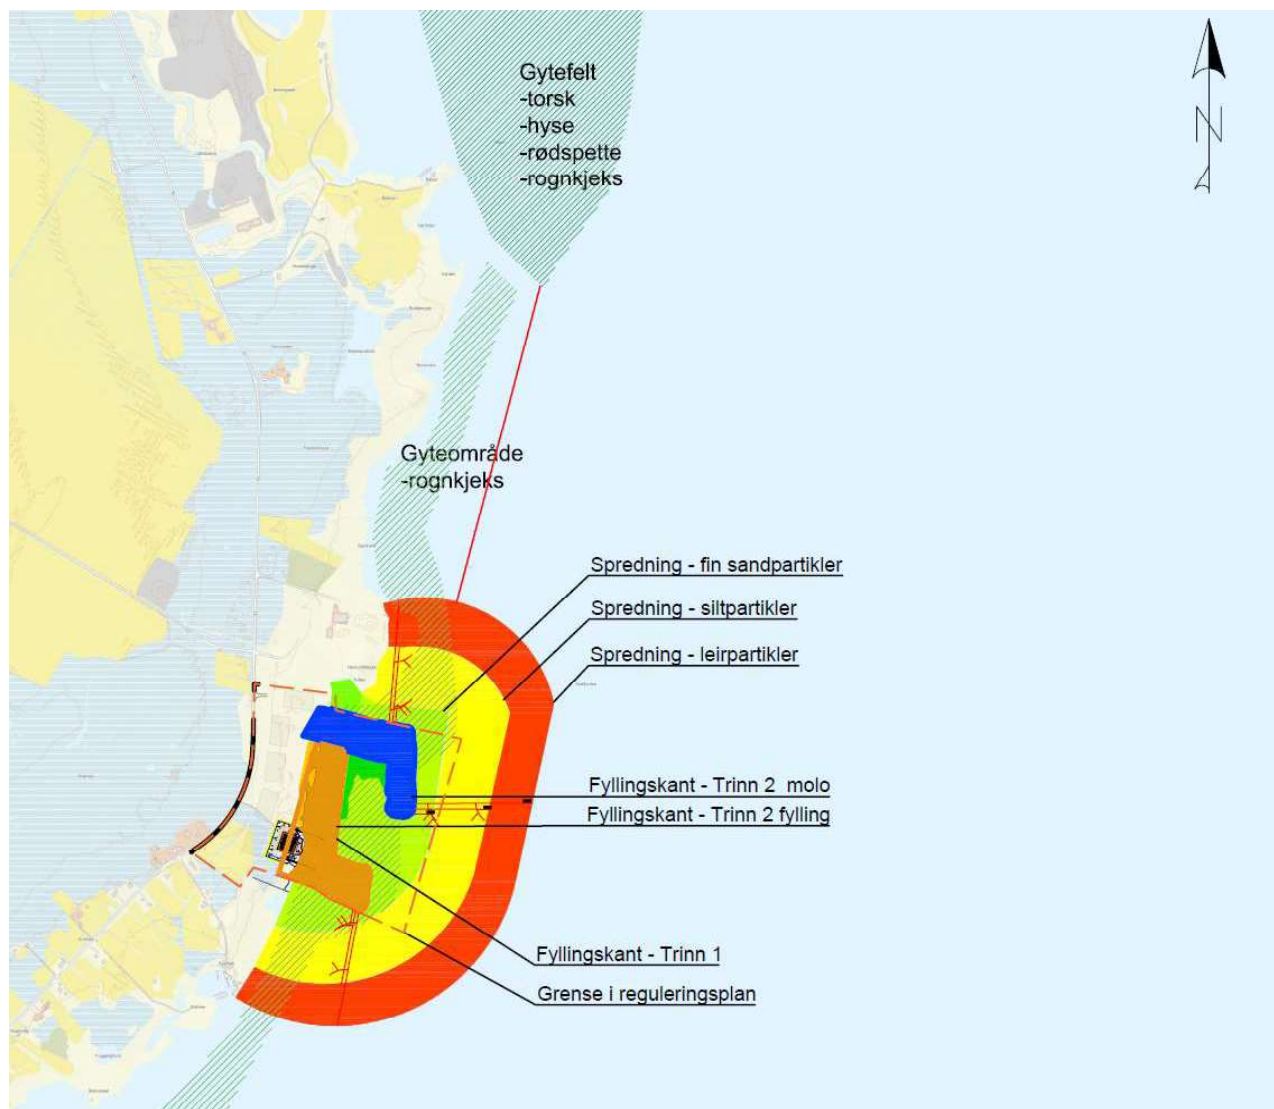 Gytefelt
-torsk
-hyse
-rødspette
-rognkjeks
N
Gyteområde
-rognkjeks
Spredning - fin sandpartikler
Spredning - siltpartikler
Spredning - leirpartikler
Fyllingskant - Trinn 2 molo
Fyllingskant - Trinn 2 fylling
Fyllingskant - Trinn 1
Grense i reguleringsplan